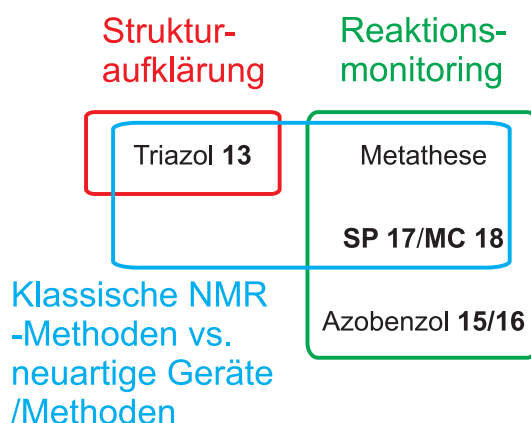 Struktur-
aufklärung
Reaktions-
monitoring
Triazol 13
Metathese
SP 17/MC 18
Azobenzol 15/16
Klassische NMR
-Methoden vs.
neuartige Geräte
/Methoden